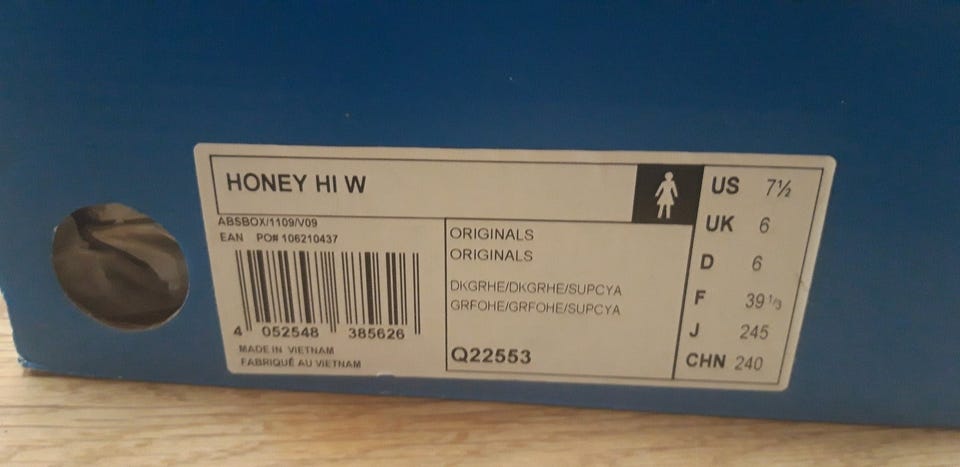 HONEY HI W
ABSBOX/1109/V09
EAN PO# 106210437
4 052548 385626
MADE IN VIETNAM
FABRIQUÉ AU VIETNAM
ORIGINALS
ORIGINALS
DKGRHE/DKGRHE/SUPCYA
GRFOHE/GRFOHE/SUPCYA
Q22553
US 7½
UK 6
D 6
F 39 1/3
J 245
CHN 240